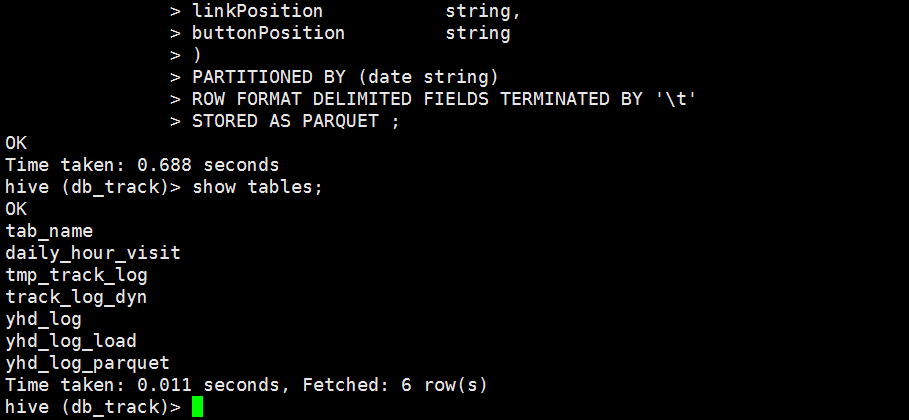 > linkPosition string,
> buttonPosition string
> )
> PARTITIONED BY (date string)
> ROW FORMAT DELIMITED FIELDS TERMINATED BY '\t'
> STORED AS PARQUET ;
OK
Time taken: 0.688 seconds
hive (db_track)> show tables;
OK
tab_name
daily_hour_visit
tmp_track_log
track_log_dyn
yhd_log
yhd_log_load
yhd_log_parquet
Time taken: 0.011 seconds, Fetched: 6 row(s)
hive (db_track)>